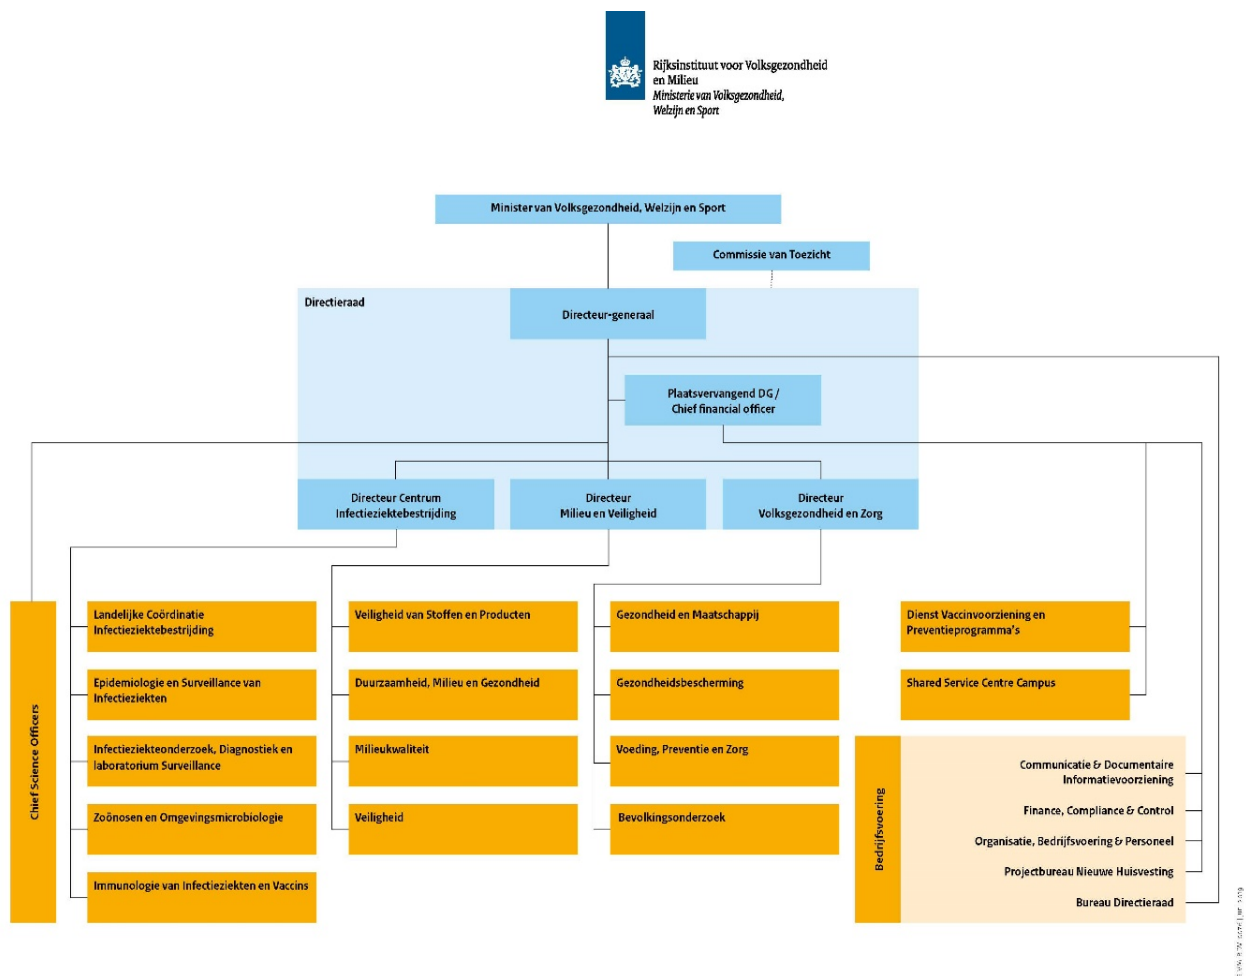 Rijksinstituut voor Volksgezondheid
en Milieu
Ministerie van Volksgezondheid,
Welzijn en Sport
Minister van Volksgezondheid, Welzijn en Sport
Commissie van Toezicht
Directieraad
Directeur-generaal
Plaatsvervangend DG /
Chief financial officer
Directeur Centrum
Infectieziektebestrijding
Directeur
Milieu en Veiligheid
Directeur
Volksgezondheid en Zorg
Chief Science Officers
Landelijke Coördinatie
Infectieziektebestrijding
Epidemiologie en Surveillance van
Infectieziekten
Infectieziekteonderzoek, Diagnostiek en
laboratorium Surveillance
Zoönosen en Omgevingsmicrobiologie
Immunologie van Infectieziekten en Vaccins
Veiligheid van Stoffen en Producten
Duurzaamheid, Milieu en Gezondheid
Milieukwaliteit
Veiligheid
Gezondheid en Maatschappij
Gezondheidsbescherming
Voeding, Preventie en Zorg
Bevolkingsonderzoek
Dienst Vaccinvoorziening en
Preventieprogramma's
Shared Service Centre Campus
Bedrijfsvoering
Communicatie & Documentaire
Informatievoorziening
Finance, Compliance & Control
Organisatie, Bedrijfsvoering & Personeel
Projectbureau Nieuwe Huisvesting
Bureau Directieraad